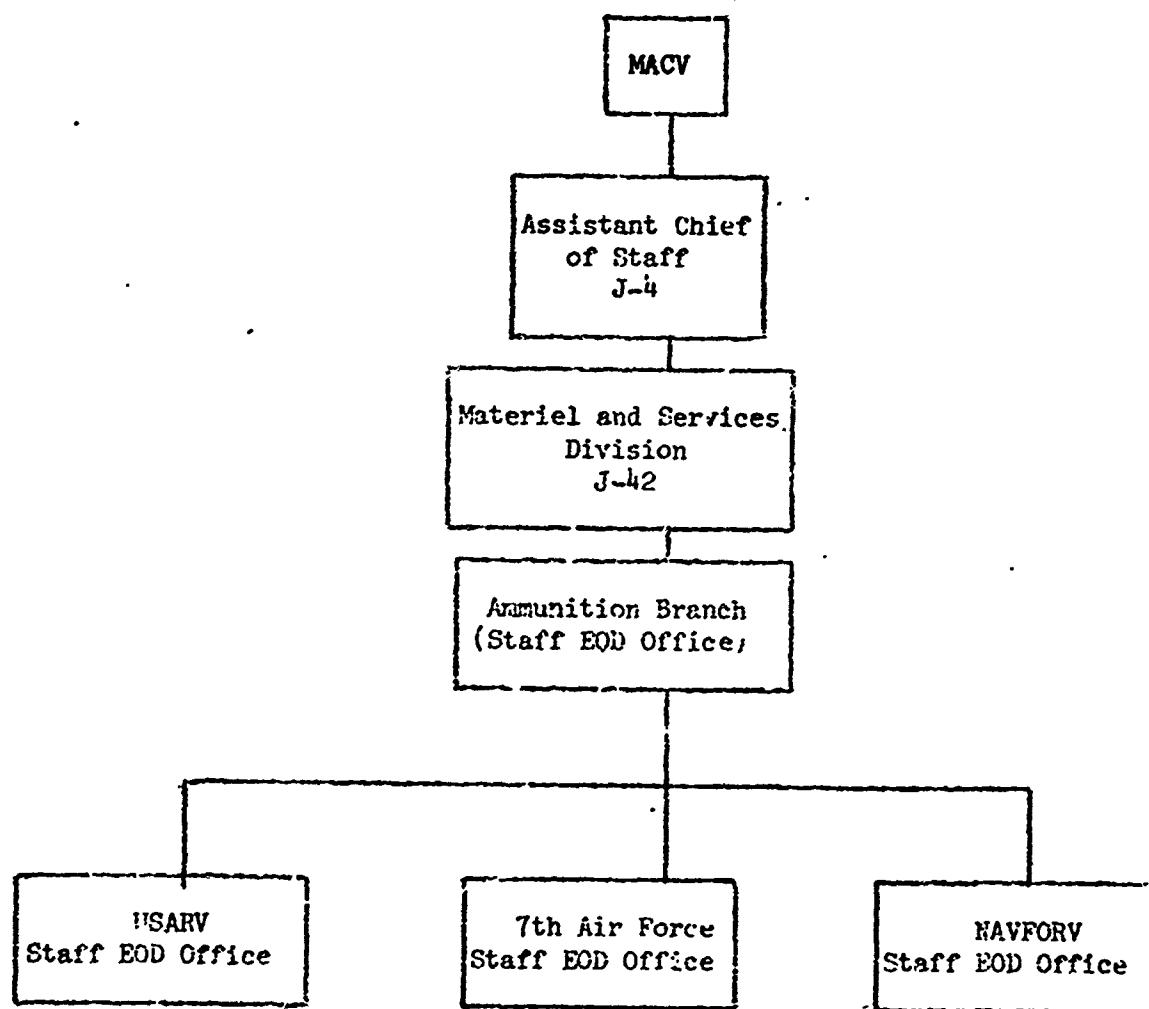 MACV
Assistant Chief
of Staff
J-4
Materiel and Services
Division
J-42
Ammunition Branch
(Staff EOD Office)
USARV
Staff EOD Office
7th Air Force
Staff EOD Office
NAVFORV
Staff EOD Office